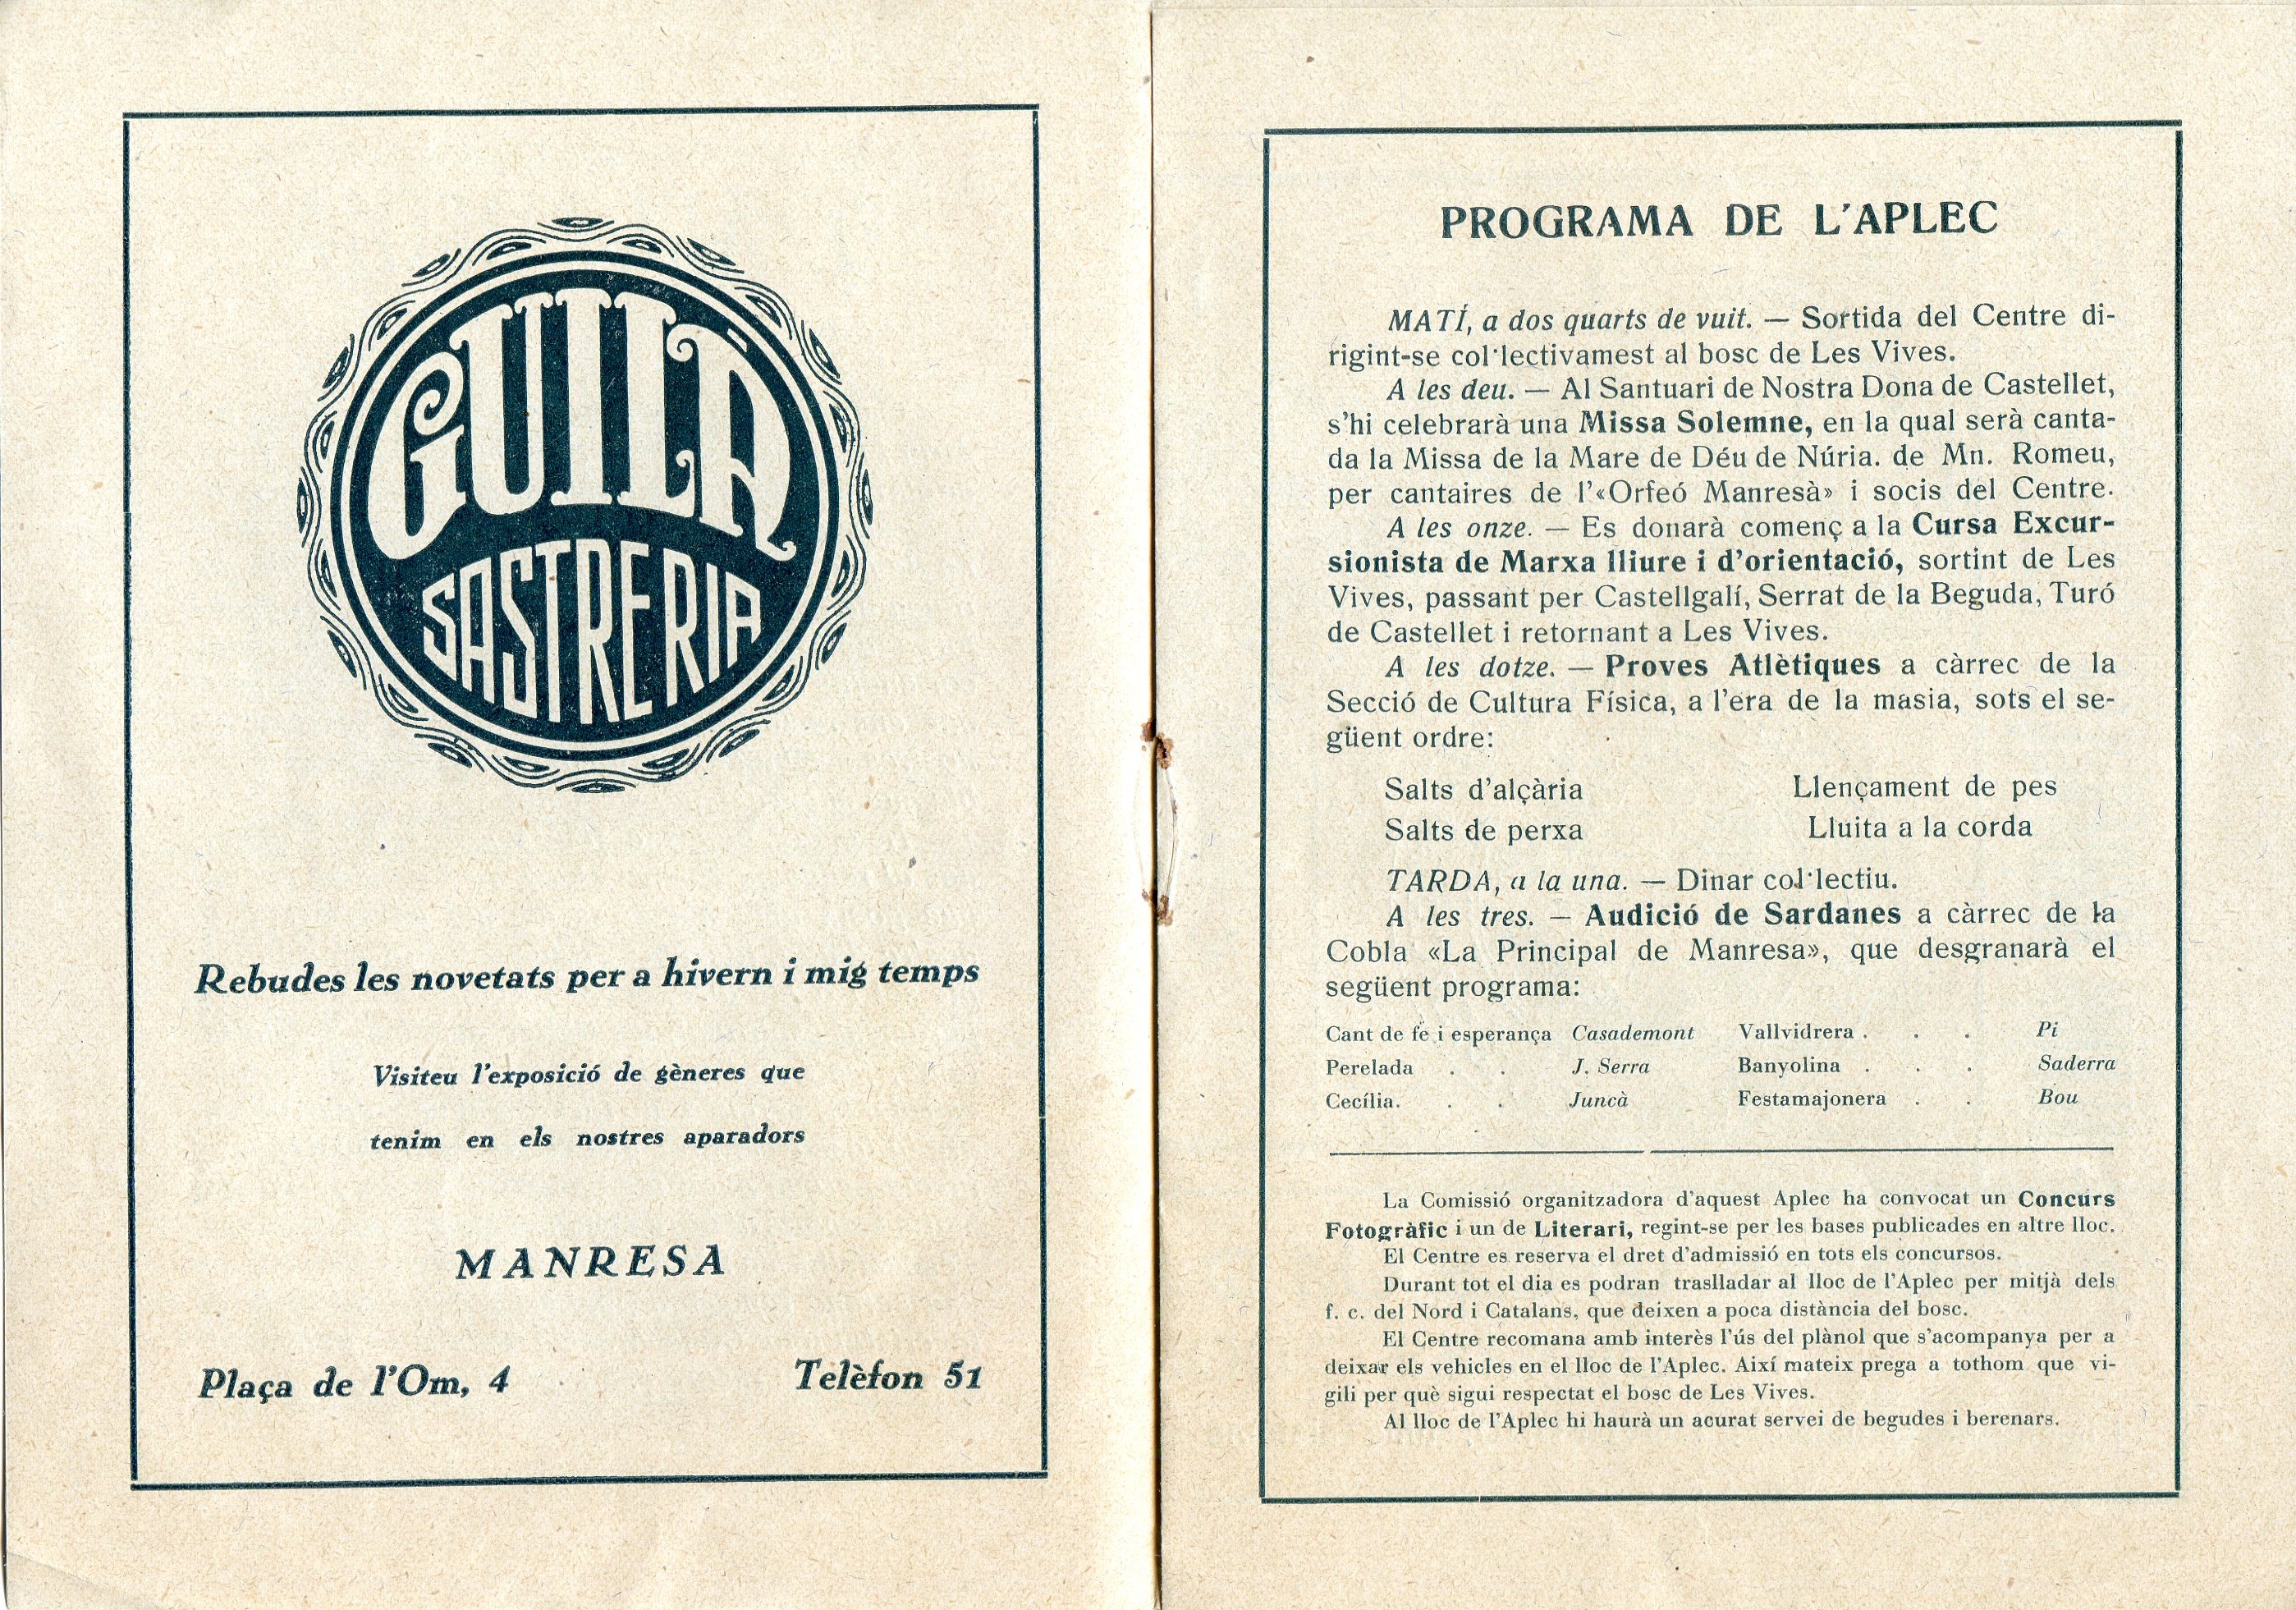 GUILÀ
SASTRERIA
Rebudes les novetats per a hivern i mig temps
Visiteu l'exposició de gèneres que
tenim en els nostres aparadors
MANRESA
Plaça de l'Om, 4 Telèfon 51
PROGRAMA DE L'APLEC
MATÍ, a dos quarts de vuit. — Sortida del Centre di-
rigint-se col·lectivamest al bosc de Les Vives.
A les deu. — Al Santuari de Nostra Dona de Castellet,
s'hi celebrarà una Missa Solemne, en la qual serà canta-
da la Missa de la Mare de Déu de Núria. de Mn. Romeu,
per cantaires de l'«Orfeó Manresà» i socis del Centre.
A les onze. — Es donarà començ a la Cursa Excur-
sionista de Marxa lliure i d'orientació, sortint de Les
Vives, passant per Castellgalí, Serrat de la Beguda, Turó
de Castellet i retornant a Les Vives.
A les dotze. — Proves Atlètiques a càrrec de la
Secció de Cultura Física, a l'era de la masia, sots el se-
güent ordre:
Salts d'alçària Llençament de pes
Salts de perxa Lluita a la corda
TARDA, a la una. — Dinar col·lectiu.
A les tres. — Audició de Sardanes a càrrec de la
Cobla «La Principal de Manresa», que desgranarà el
següent programa:
Cant de fe i esperança Casademont Vallvidrera . . . Pi
Perelada . . J. Serra Banyolina . . . Saderra
Cecília. . . Juncà Festamajonera . . Bou
La Comissió organitzadora d'aquest Aplec ha convocat un Concurs
Fotogràfic i un de Literari, regint-se per les bases publicades en altre lloc.
El Centre es reserva el dret d'admissió en tots els concursos.
Durant tot el dia es podran traslladar al lloc de l'Aplec per mitjà dels
f. c. del Nord i Catalans, que deixen a poca distància del bosc.
El Centre recomana amb interès l'ús del plànol que s'acompanya per a
deixar els vehicles en el lloc de l'Aplec. Així mateix prega a tothom que vi-
gili per què sigui respectat el bosc de Les Vives.
Al lloc de l'Aplec hi haurà un acurat servei de begudes i berenars.